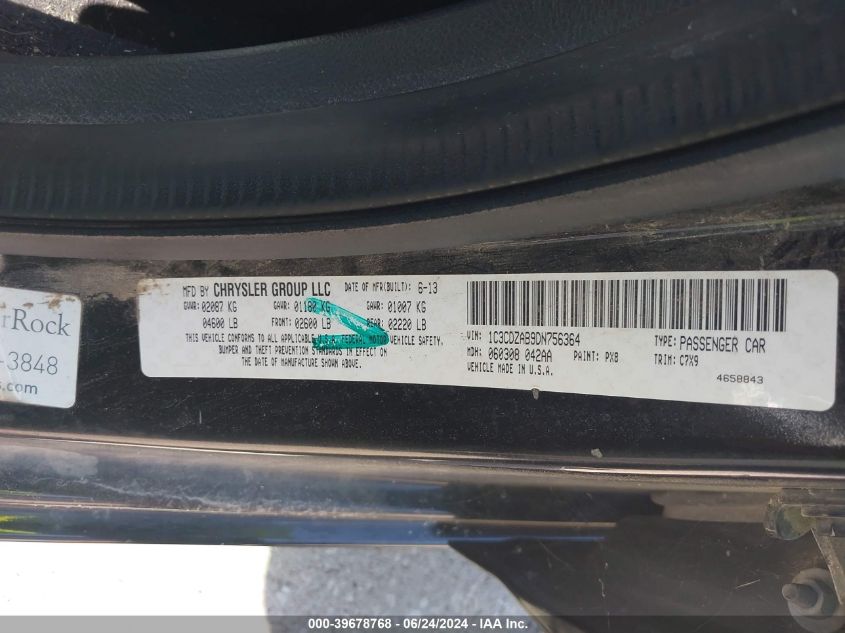 rRock
-3848
s.com
MFD BY CHRYSLER GROUP LLC DATE OF MFR(BUILT): 6-13
GVWR: 02087 KG GAWR: 01180 KG GAWR: 01007 KG
04600 LB FRONT: 02600 LB REAR: 02220 LB
THIS VEHICLE CONFORMS TO ALL APPLICABLE U.S.A. FEDERAL MOTOR VEHICLE SAFETY,
BUMPER AND THEFT PREVENTION STANDARDS IN EFFECT ON
THE DATE OF MANUFACTURE SHOWN ABOVE.
VIN: 1C3CDZAB9DN756364 TYPE: PASSENGER CAR
MDH: 060308 042AA PAINT: PX8 TRIM: C7X9
VEHICLE MADE IN U.S.A. 4658843
000-39678768 - 06/24/2024 - IAA Inc.